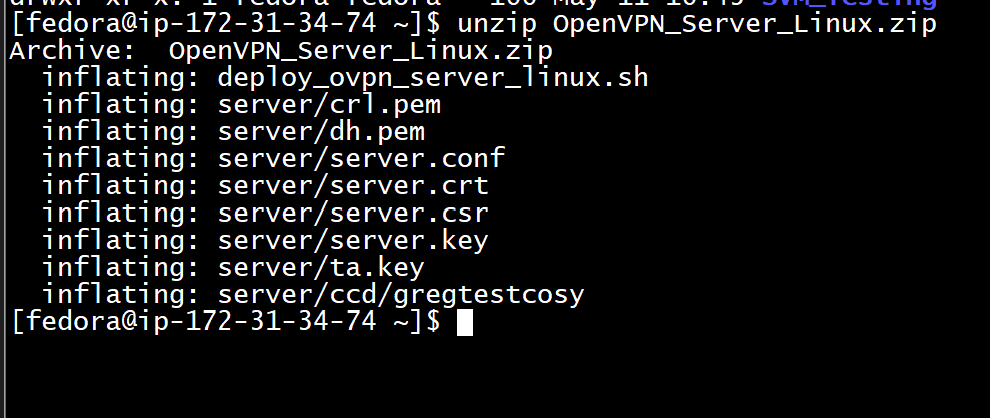 [fedora@ip-172-31-34-74 ~]$ unzip OpenVPN_Server_Linux.zip
Archive:  OpenVPN_Server_Linux.zip
  inflating: deploy_ovpn_server_linux.sh
  inflating: server/crl.pem
  inflating: server/dh.pem
  inflating: server/server.conf
  inflating: server/server.crt
  inflating: server/server.csr
  inflating: server/server.key
  inflating: server/ta.key
  inflating: server/ccd/gregtestcosy
[fedora@ip-172-31-34-74 ~]$